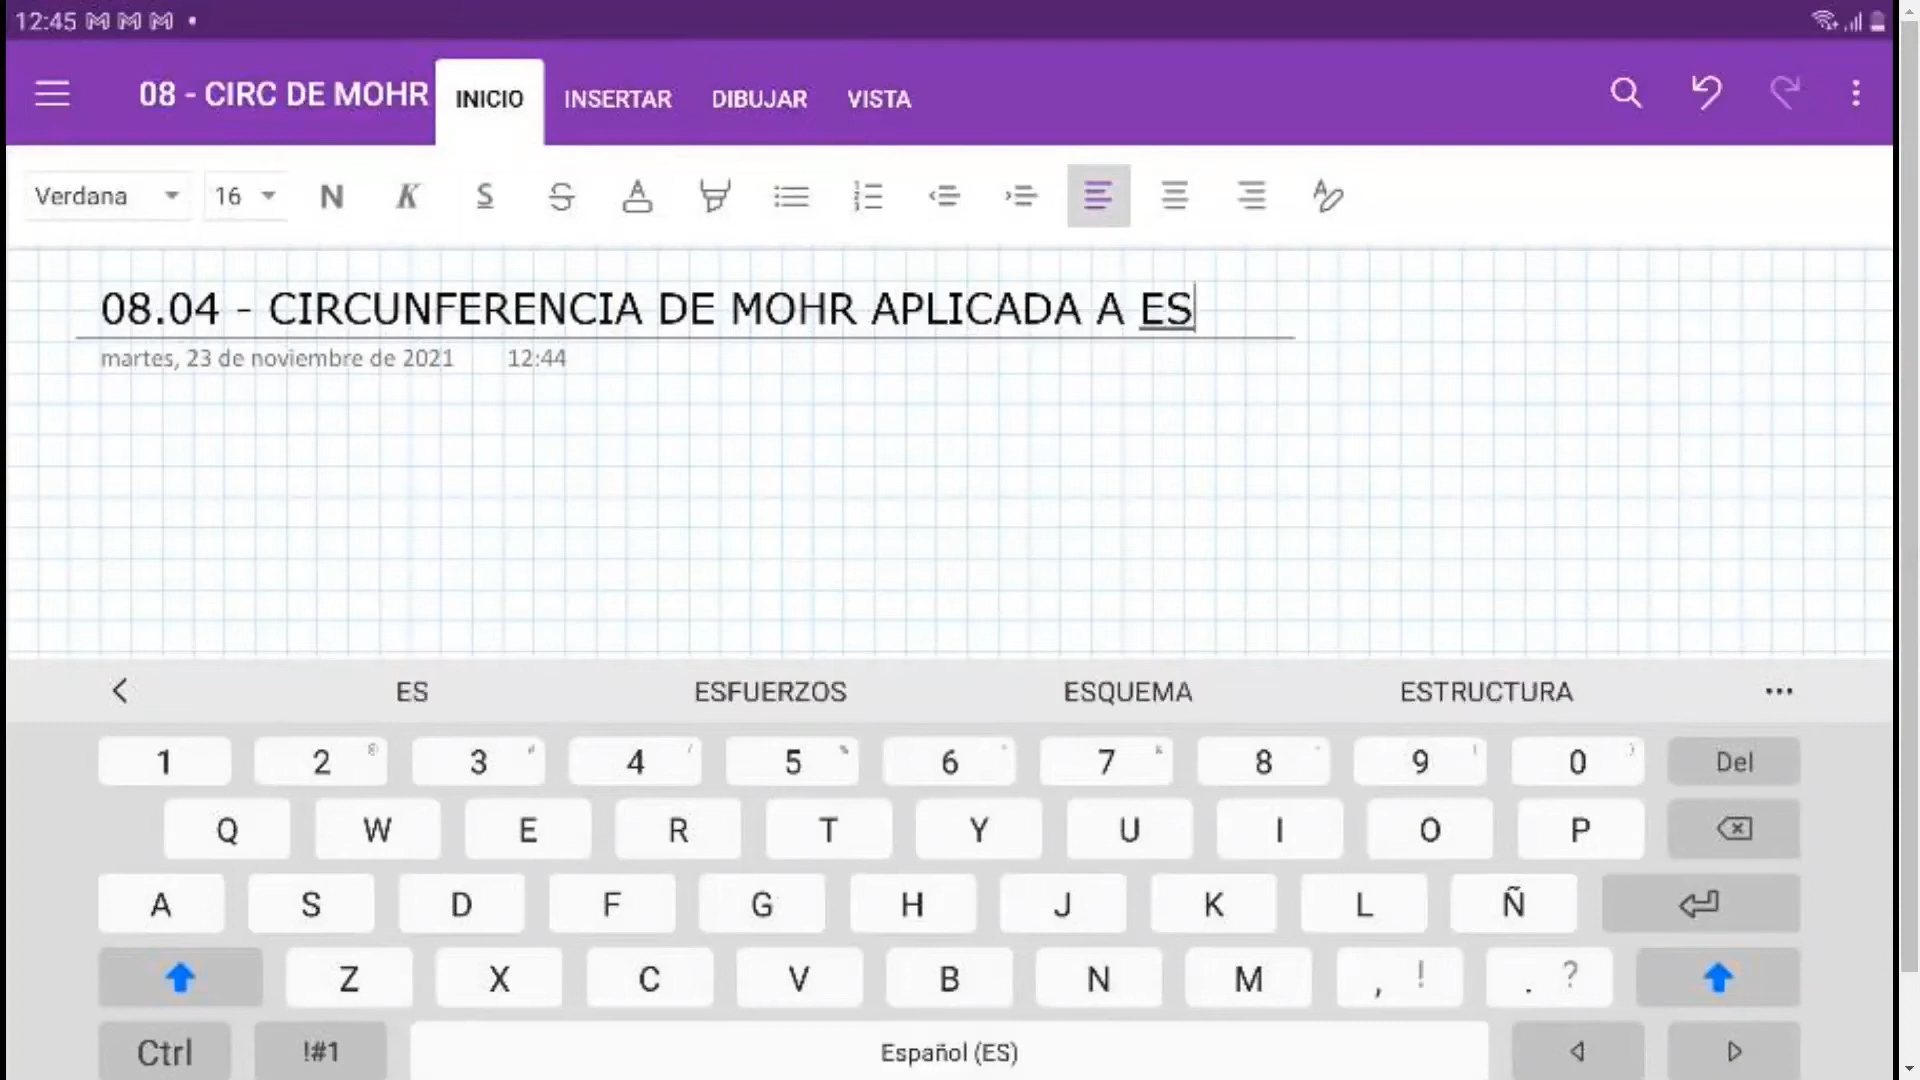 12:45
08 - CIRC DE MOHR INICIO INSERTAR DIBUJAR VISTA
Verdana 16 N K S S A
08.04 - CIRCUNFERENCIA DE MOHR APLICADA A ES
martes, 23 de noviembre de 2021 12:44
ES ESFUERZOS ESQUEMA ESTRUCTURA ...
1 2 3 4 5 6 7 8 9 0 Del
Q W E R T Y U I O P
A S D F G H J K L Ñ
Z X C V B N M , ! . ?
Ctrl !#1 Español (ES)